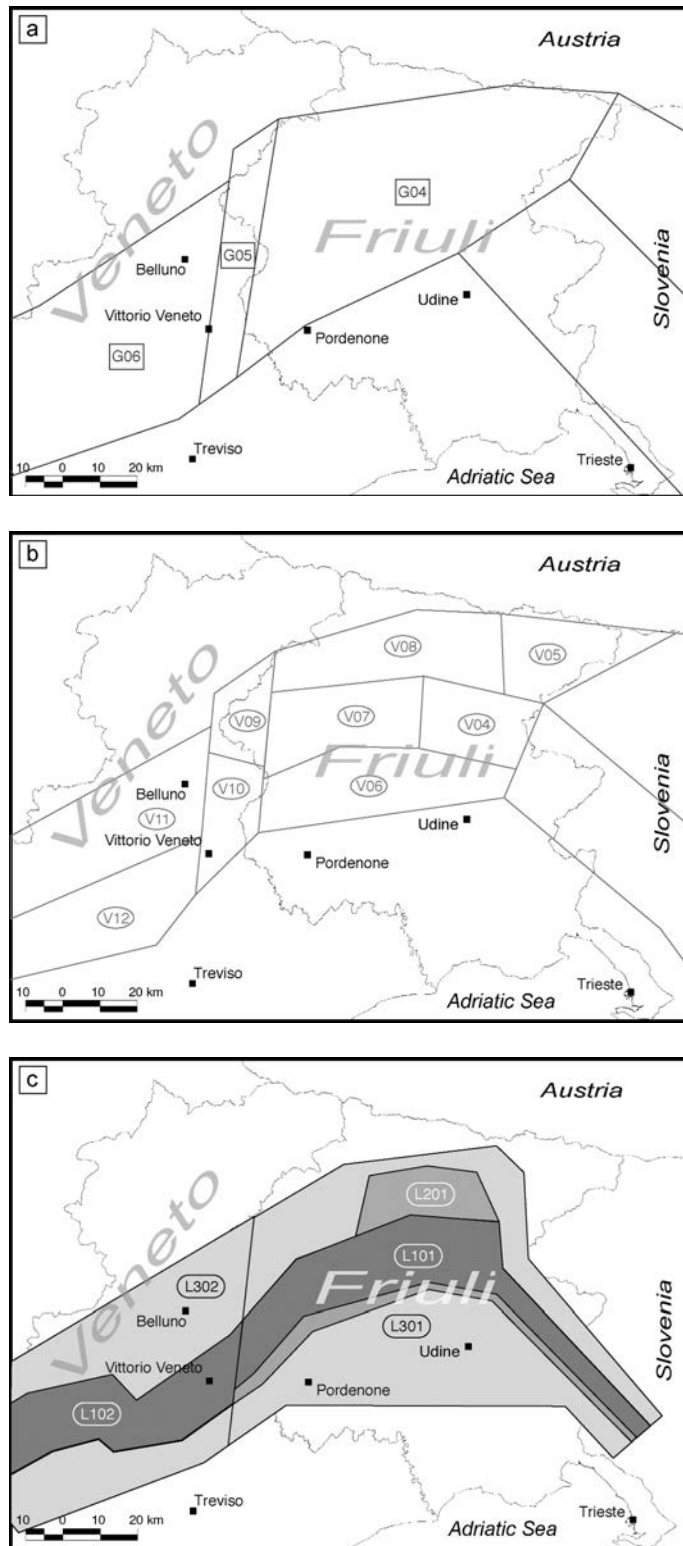 a
Austria
Veneto
G04
Friuli
G05
Belluno
Slovenia
Udine
Vittorio Veneto
Pordenone
G06
Treviso
Trieste
10 0 10 20 km
Adriatic Sea
b
Austria
V08
V05
Veneto
V09
V07
V04
Friuli
V10
V06
Belluno
V11
Udine
Slovenia
Vittorio Veneto
Pordenone
V12
Treviso
Trieste
10 0 10 20 km
Adriatic Sea
c
Austria
L201
Veneto
L101
L302
Friuli
Belluno
L301
Udine
Slovenia
Vittorio Veneto
Pordenone
L102
Treviso
Trieste
10 0 10 20 km
Adriatic Sea